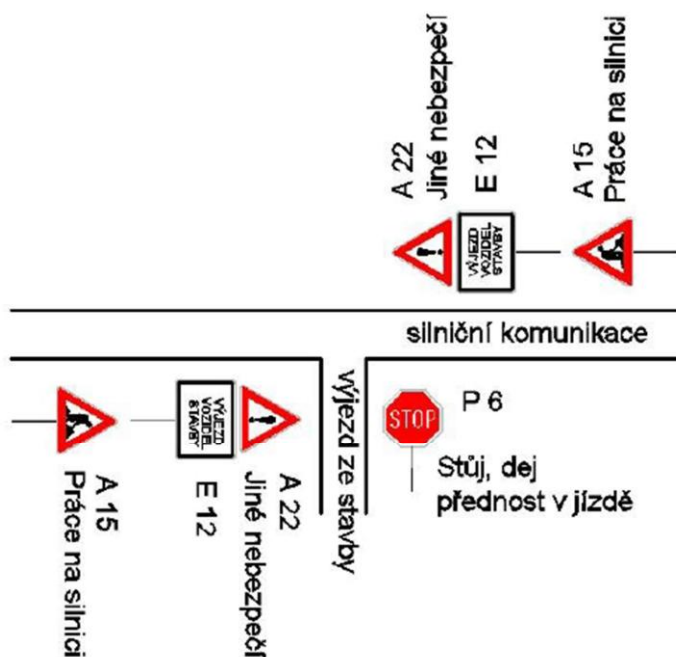 A 22
Jiné nebezpečí
E 12
VÝJEZD
VOZIDEL
STAVBY
A 15
Práce na silnici
silniční komunikace
A 15
Práce na silnici
VÝJEZD
VOZIDEL
STAVBY
E 12
A 22
Jiné nebezpečí
výjezd ze stavby
STOP
P 6
Stůj, dej
přednost v jízdě